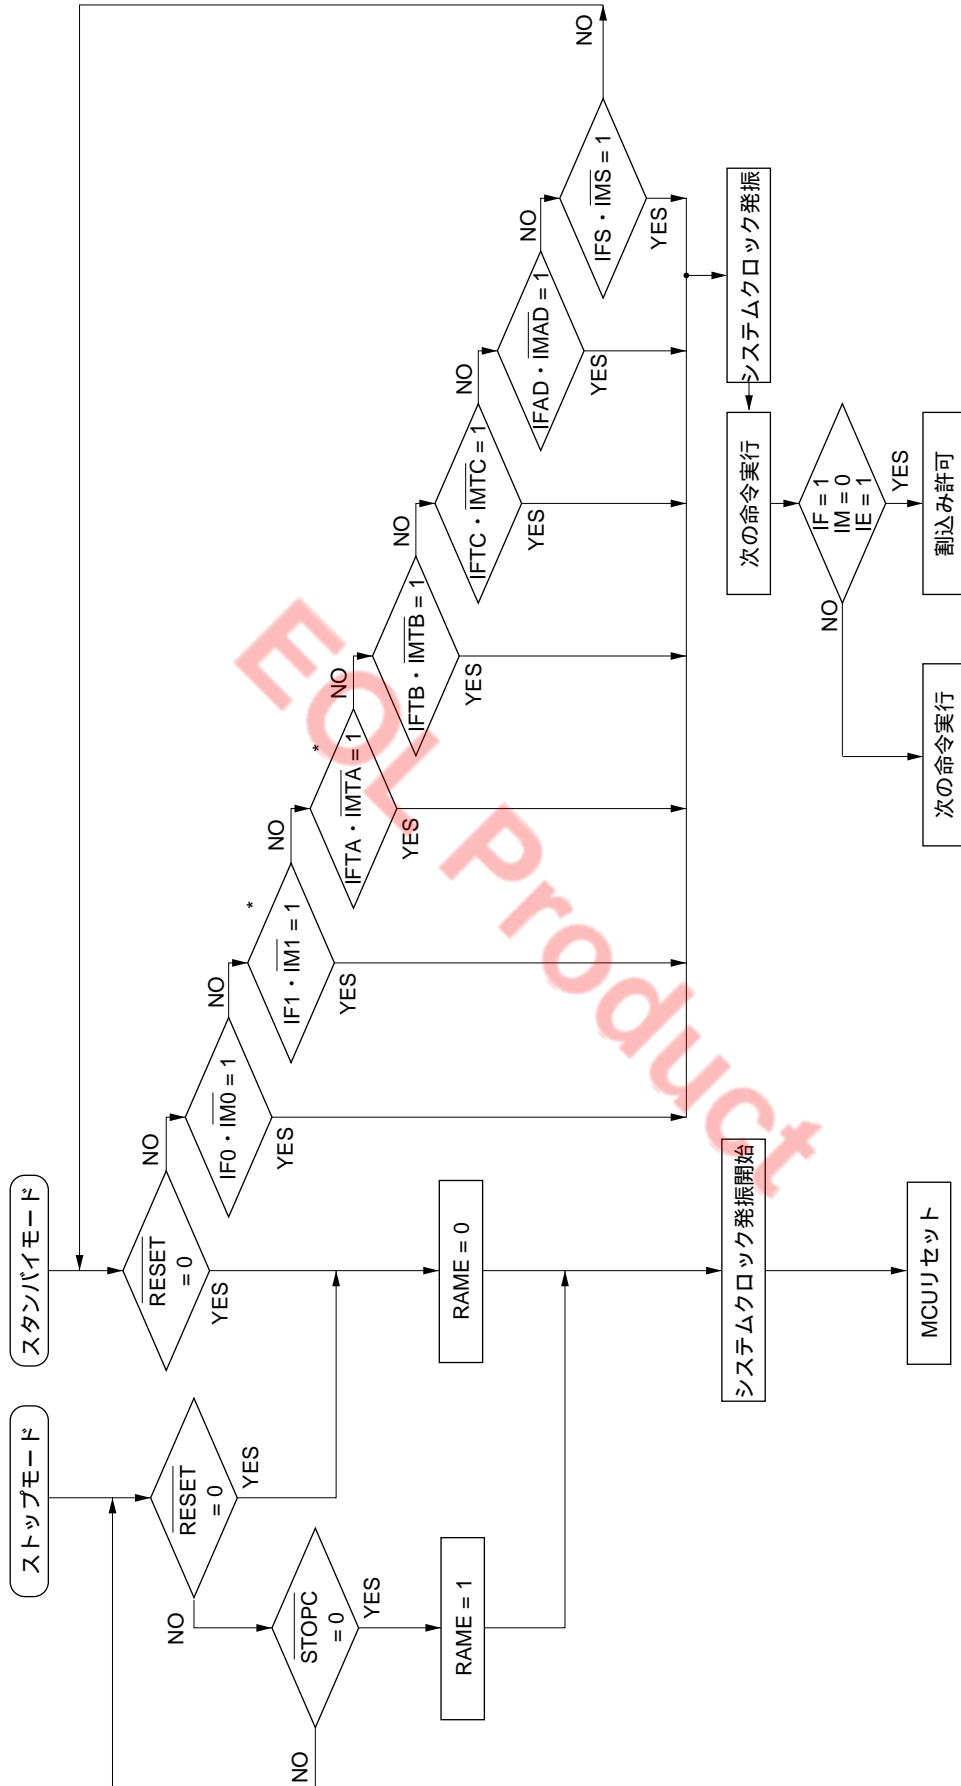 ストップモード
スタンバイモード
RESET
= 0
NO
YES
STOPC
= 0
NO
YES
RAME = 1
RESET
= 0
NO
YES
RAME = 0
システムクロック発振開始
MCUリセット
IF0・IM0 = 1
NO
YES
IF1・IM1 = 1
*
NO
YES
IFTA・IMTA = 1
*
NO
YES
IFTB・IMTB = 1
NO
YES
IFTC・IMTC = 1
NO
YES
IFAD・IMAD = 1
NO
YES
IFS・IMS = 1
NO
YES
システムクロック発振
次の命令実行
IF = 1
IM = 0
IE = 1
NO
YES
次の命令実行
割込み許可
EOL Product